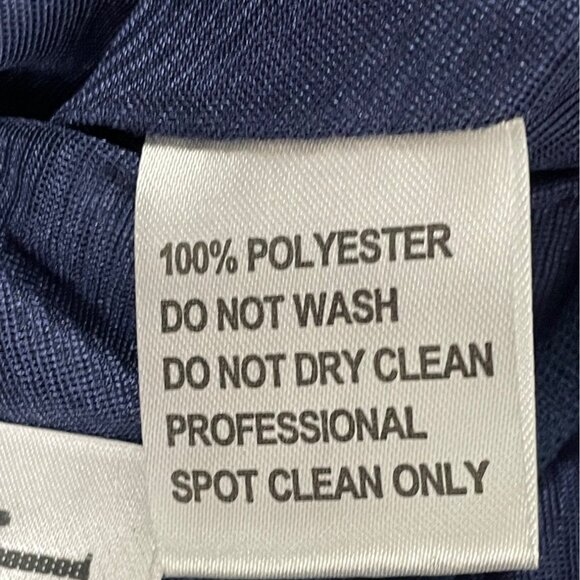 100% POLYESTER
DO NOT WASH
DO NOT DRY CLEAN
PROFESSIONAL
SPOT CLEAN ONLY